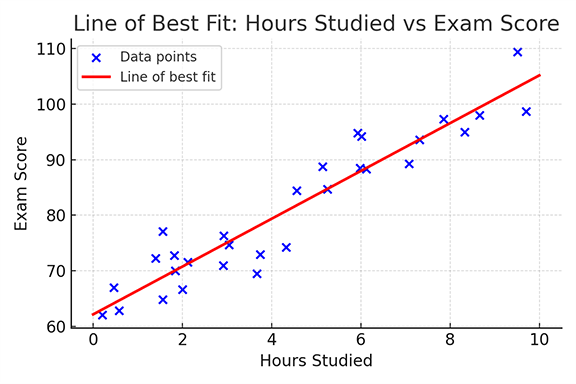 Line of Best Fit: Hours Studied vs Exam Score
Data points
Line of best fit
110
100
90
80
70
60
Exam Score
0 2 4 6 8 10
Hours Studied